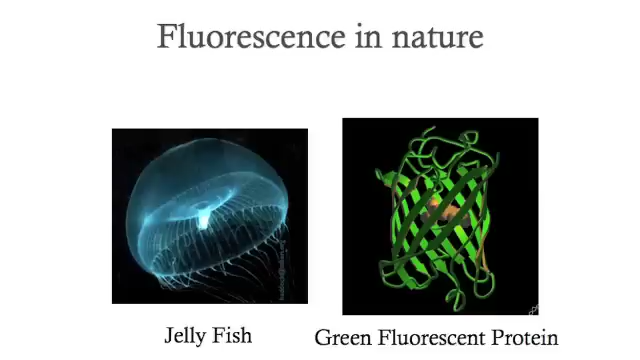 Fluorescence in nature
Jelly Fish
Green Fluorescent Protein